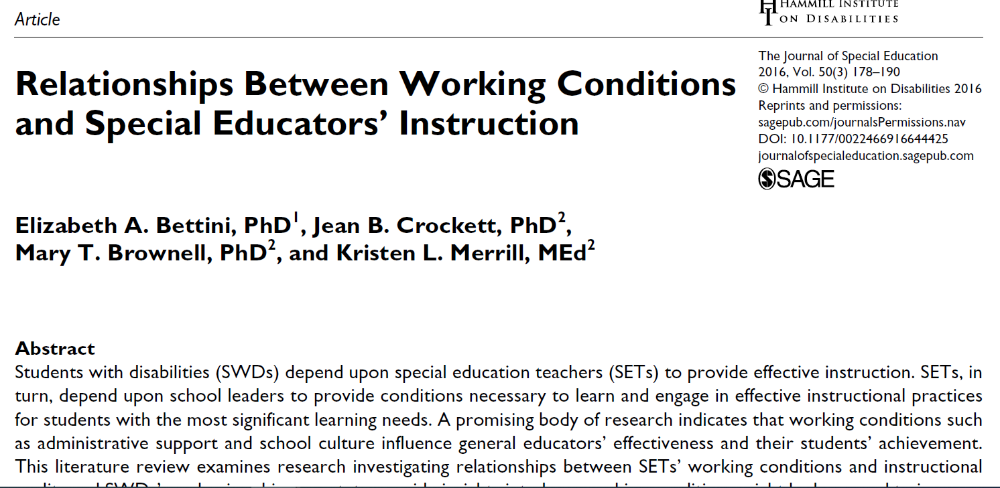 Article
HAMMILL INSTITUTE
ON DISABILITIES
The Journal of Special Education
2016, Vol. 50(3) 178–190
© Hammill Institute on Disabilities 2016
Reprints and permissions:
sagepub.com/journalsPermissions.nav
DOI: 10.1177/0022466916644425
journalofspecialeducation.sagepub.com
SAGE
Relationships Between Working Conditions
and Special Educators’ Instruction
Elizabeth A. Bettini, PhD1, Jean B. Crockett, PhD2,
Mary T. Brownell, PhD2, and Kristen L. Merrill, MEd2
Abstract
Students with disabilities (SWDs) depend upon special education teachers (SETs) to provide effective instruction. SETs, in
turn, depend upon school leaders to provide conditions necessary to learn and engage in effective instructional practices
for students with the most significant learning needs. A promising body of research indicates that working conditions such
as administrative support and school culture influence general educators’ effectiveness and their students’ achievement.
This literature review examines research investigating relationships between SETs’ working conditions and instructional